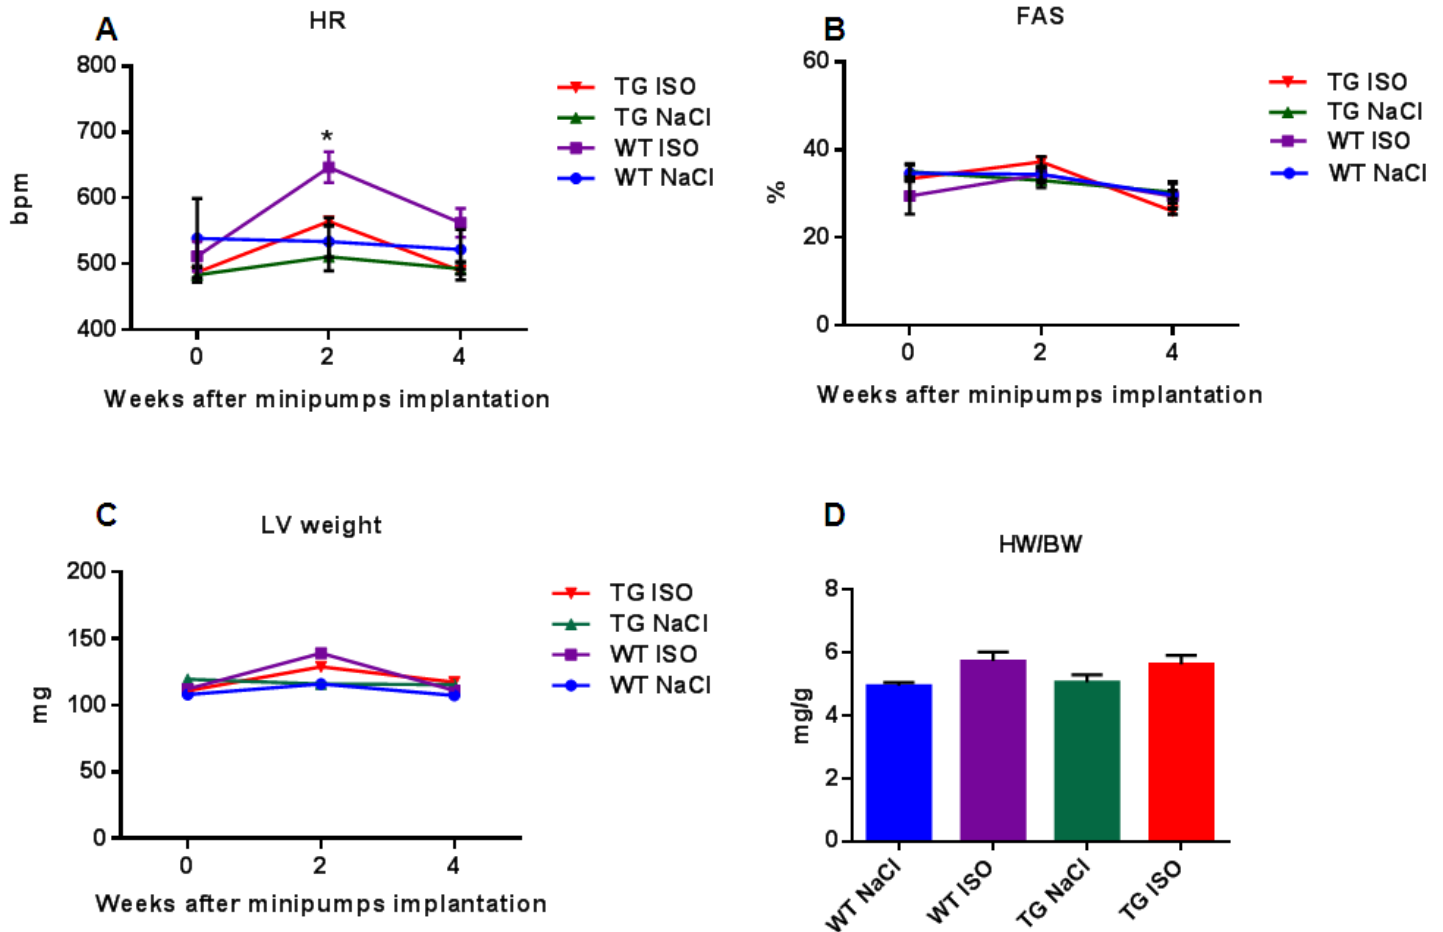 A
HR
800
700
600
500
400
bpm
*
0 2 4
Weeks after minipumps implantation
TG ISO
TG NaCl
WT ISO
WT NaCl
B
FAS
60
40
20
0
%
0 2 4
Weeks after minipumps implantation
TG ISO
TG NaCl
WT ISO
WT NaCl
C
LV weight
200
150
100
50
0
mg
0 2 4
Weeks after minipumps implantation
TG ISO
TG NaCl
WT ISO
WT NaCl
D
HW/BW
8
6
4
2
0
mg/g
WT NaCl
WT ISO
TG NaCl
TG ISO